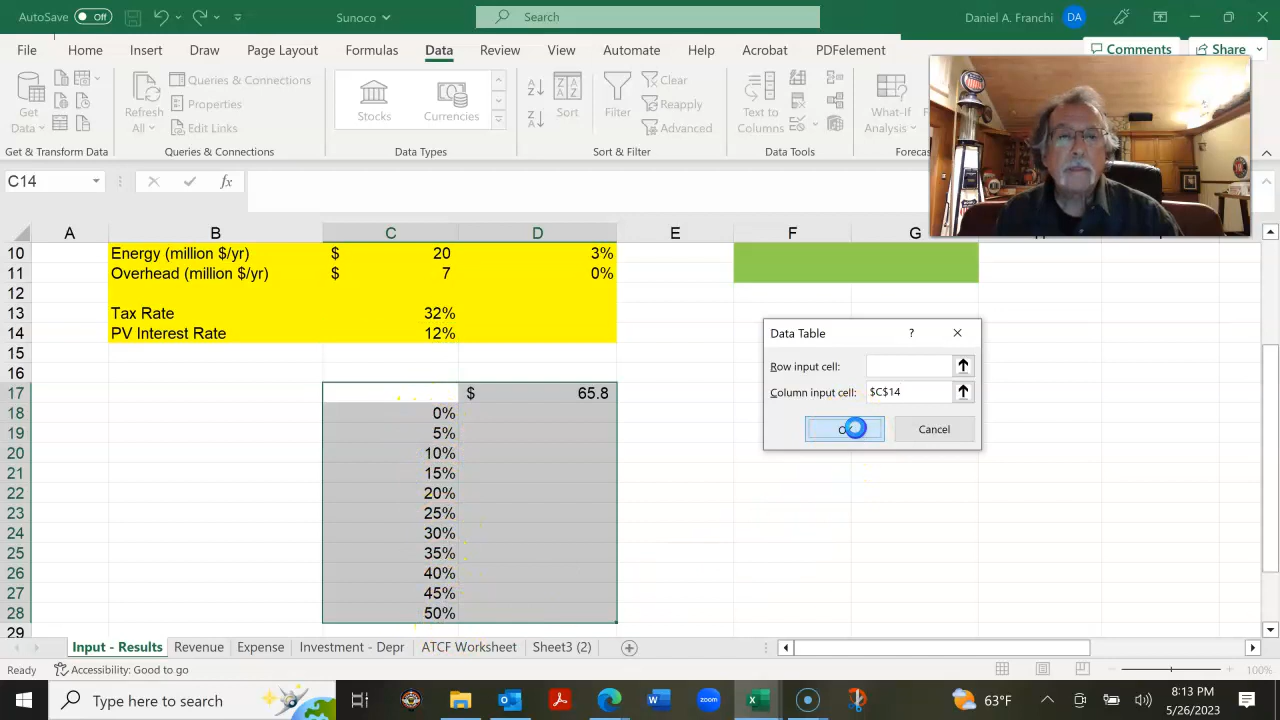 AutoSave Off Sunoco Search Daniel A. Franchi DA
File Home Insert Draw Page Layout Formulas Data Review View Automate Help Acrobat PDFelement Comments Share
Get Data
Refresh All
Queries & Connections
Properties
Edit Links
Stocks
Currencies
Sort
Filter
Clear
Reapply
Advanced
Text to Columns
What-If Analysis
Get & Transform Data Queries & Connections Data Types Sort & Filter Data Tools Forecas
C14 fx
A B C D E F G
10 Energy (million $/yr) $ 20 3%
11 Overhead (million $/yr) $ 7 0%
12
13 Tax Rate 32%
14 PV Interest Rate 12%
15
16
17 $ 65.8
18 0%
19 5%
20 10%
21 15%
22 20%
23 25%
24 30%
25 35%
26 40%
27 45%
28 50%
29
Data Table ?
Row input cell:
Column input cell: $C$14
Cancel
Input - Results Revenue Expense Investment - Depr ATCF Worksheet Sheet3 (2)
Ready Accessibility: Good to go 100%
Type here to search 63°F 8:13 PM
5/26/2023